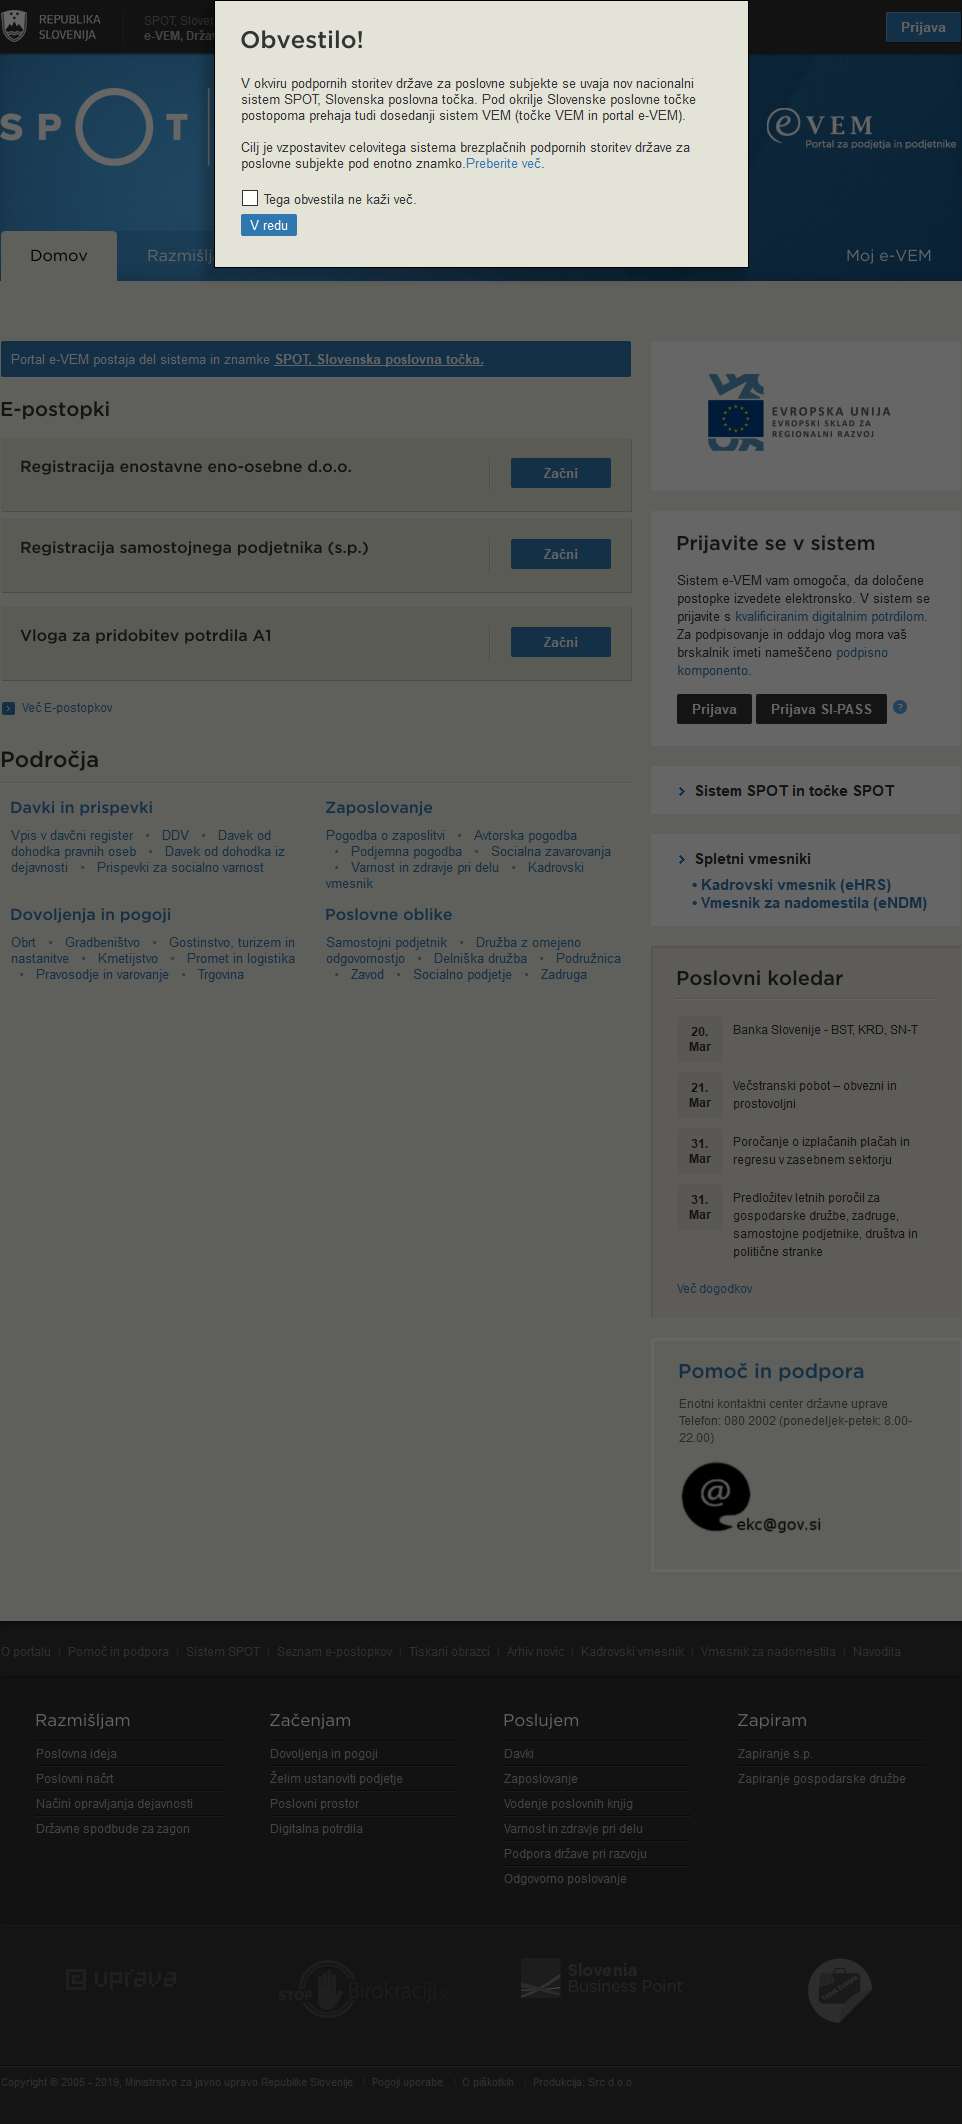 REPUBLIKA
SLOVENIJA
SPOT, Slove
e-VEM, Drža
Prijava
Obvestilo!
V okviru podpornih storitev države za poslovne subjekte se uvaja nov nacionalni
sistem SPOT, Slovenska poslovna točka. Pod okrilje Slovenske poslovne točke
postopoma prehaja tudi dosedanji sistem VEM (točke VEM in portal e-VEM).
Cilj je vzpostavitev celovitega sistema brezplačnih podpornih storitev države za
poslovne subjekte pod enotno znamko.Preberite več.
Tega obvestila ne kaži več.
V redu
SPOT
e VEM
Portal za podjetja in podjetnike
Domov
Razmišlj
Moj e-VEM
Portal e-VEM postaja del sistema in znamke SPOT, Slovenska poslovna točka.
E-postopki
Registracija enostavne eno-osebne d.o.o.
Začni
Registracija samostojnega podjetnika (s.p.)
Začni
Vloga za pridobitev potrdila A1
Začni
Več E-postopkov
Področja
Davki in prispevki
Vpis v davčni register • DDV • Davek od
dohodka pravnih oseb • Davek od dohodka iz
dejavnosti • Prispevki za socialno varnost
Zaposlovanje
Pogodba o zaposlitvi • Avtorska pogodba
• Podjemna pogodba • Socialna zavarovanja
• Varnost in zdravje pri delu • Kadrovski
vmesnik
Dovoljenja in pogoji
Obrt • Gradbeništvo • Gostinstvo, turizem in
nastanitve • Kmetijstvo • Promet in logistika
• Pravosodje in varovanje • Trgovina
Poslovne oblike
Samostojni podjetnik • Družba z omejeno
odgovornostjo • Delniška družba • Podružnica
• Zavod • Socialno podjetje • Zadruga
EVROPSKA UNIJA
EVROPSKI SKLAD ZA
REGIONALNI RAZVOJ
Prijavite se v sistem
Sistem e-VEM vam omogoča, da določene
postopke izvedete elektronsko. V sistem se
prijavite s kvalificiranim digitalnim potrdilom.
Za podpisovanje in oddajo vlog mora vaš
brskalnik imeti nameščeno podpisno
komponento.
Prijava
Prijava SI-PASS
?
Sistem SPOT in točke SPOT
Spletni vmesniki
• Kadrovski vmesnik (eHRS)
• Vmesnik za nadomestila (eNDM)
Poslovni koledar
20.
Mar
Banka Slovenije - BST, KRD, SN-T
21.
Mar
Večstranski pobot – obvezni in
prostovoljni
31.
Mar
Poročanje o izplačanih plačah in
regresu v zasebnem sektorju
31.
Mar
Predložitev letnih poročil za
gospodarske družbe, zadruge,
samostojne podjetnike, društva in
politične stranke
Več dogodkov
Pomoč in podpora
Enotni kontaktni center državne uprave
Telefon: 080 2002 (ponedeljek-petek: 8.00-
22.00)
@
ekc@gov.si
O portalu | Pomoč in podpora | Sistem SPOT | Seznam e-postopkov | Tiskani obrazci | Arhiv novic | Kadrovski vmesnik | Vmesnik za nadomestila | Navodila
Razmišljam
Poslovna ideja
Poslovni načrt
Načini opravljanja dejavnosti
Državne spodbude za zagon
Začenjam
Dovoljenja in pogoji
Želim ustanoviti podjetje
Poslovni prostor
Digitalna potrdila
Poslujem
Davki
Zaposlovanje
Vodenje poslovnih knjig
Varnost in zdravje pri delu
Podpora države pri razvoju
Odgovorno poslovanje
Zapiram
Zapiranje s.p.
Zapiranje gospodarske družbe
e uprava
STOP Birokraciji
Slovenia
Business Point
Copyright © 2005 - 2019, Ministrstvo za javno upravo Republike Slovenije | Pogoji uporabe | O piškotkih | Produkcija: Src d.o.o.